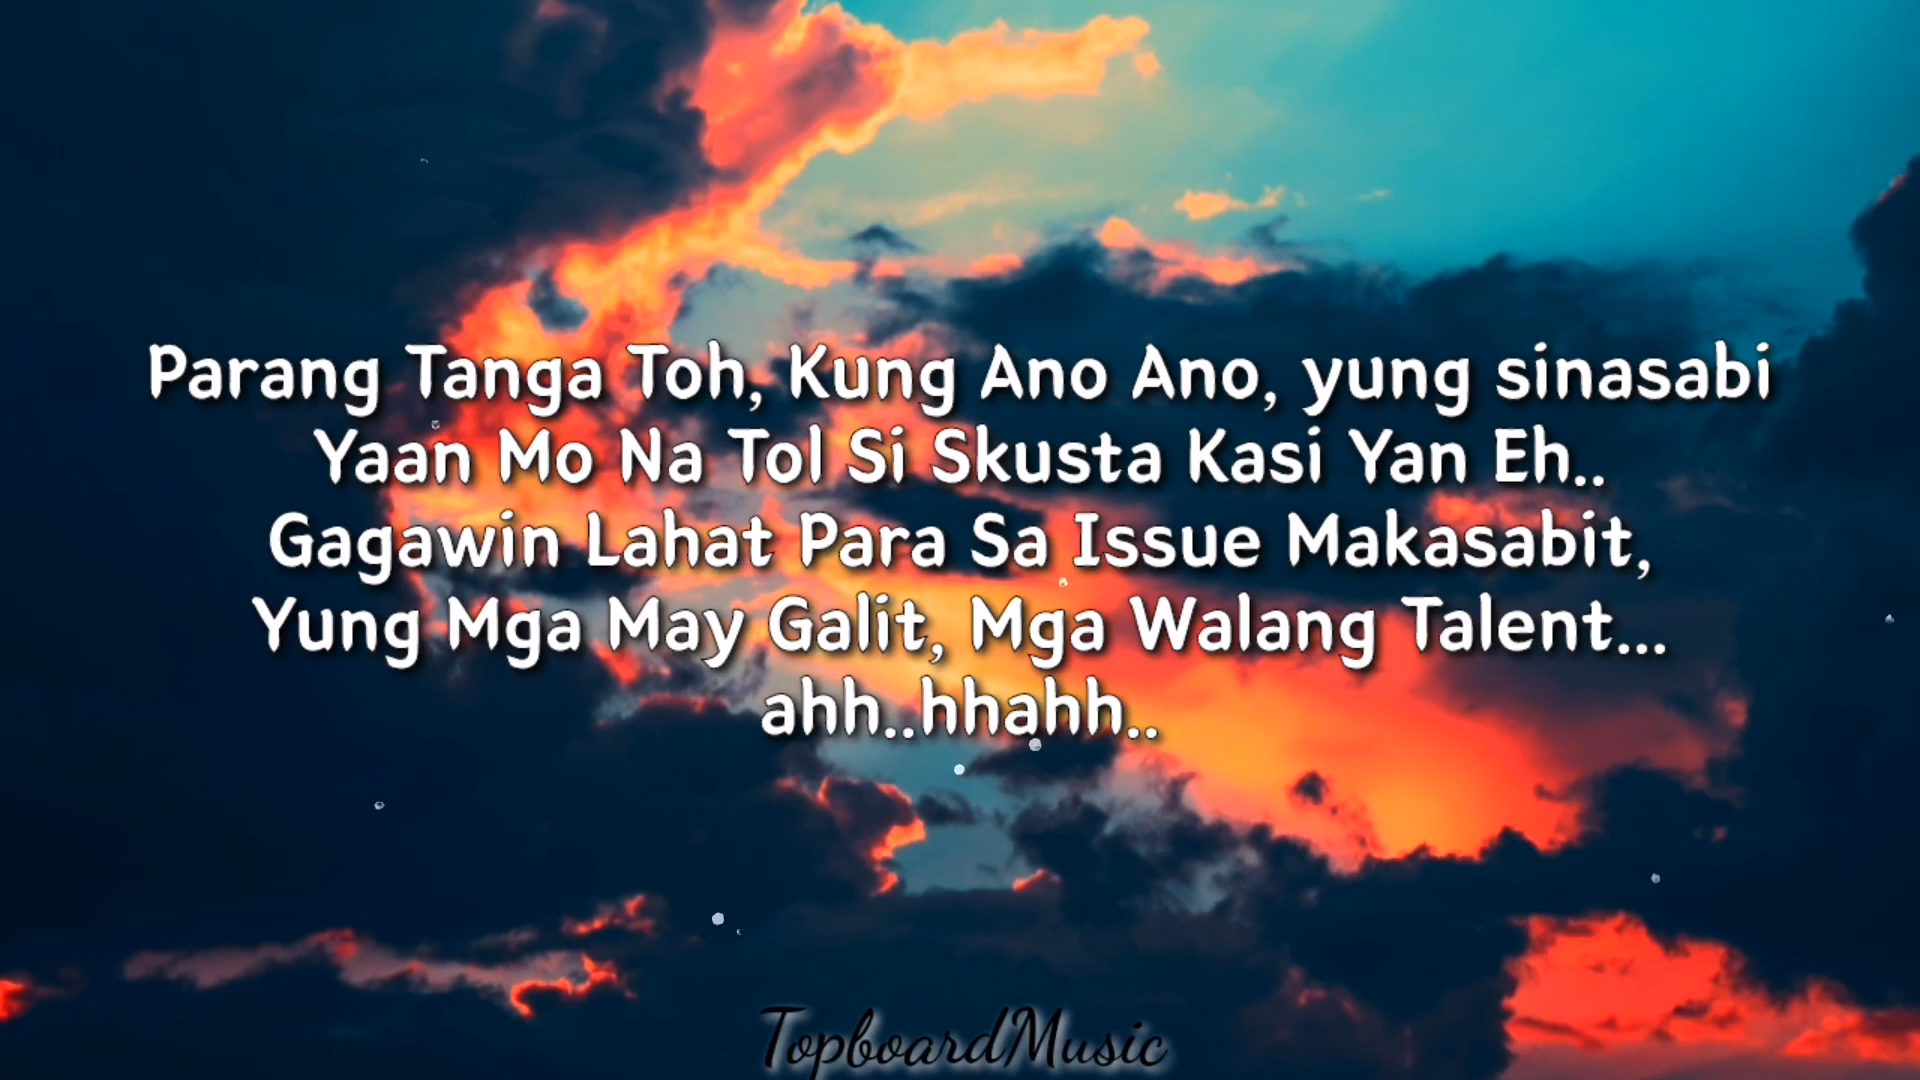 Parang Tanga Toh, Kung Ano Ano, yung sinasabi
Yaan Mo Na Tol Si Skusta Kasi Yan Eh..
Gagawin Lahat Para Sa Issue Makasabit,
Yung Mga May Galit, Mga Walang Talent...
ahh..hhahh..
TopboardMusic